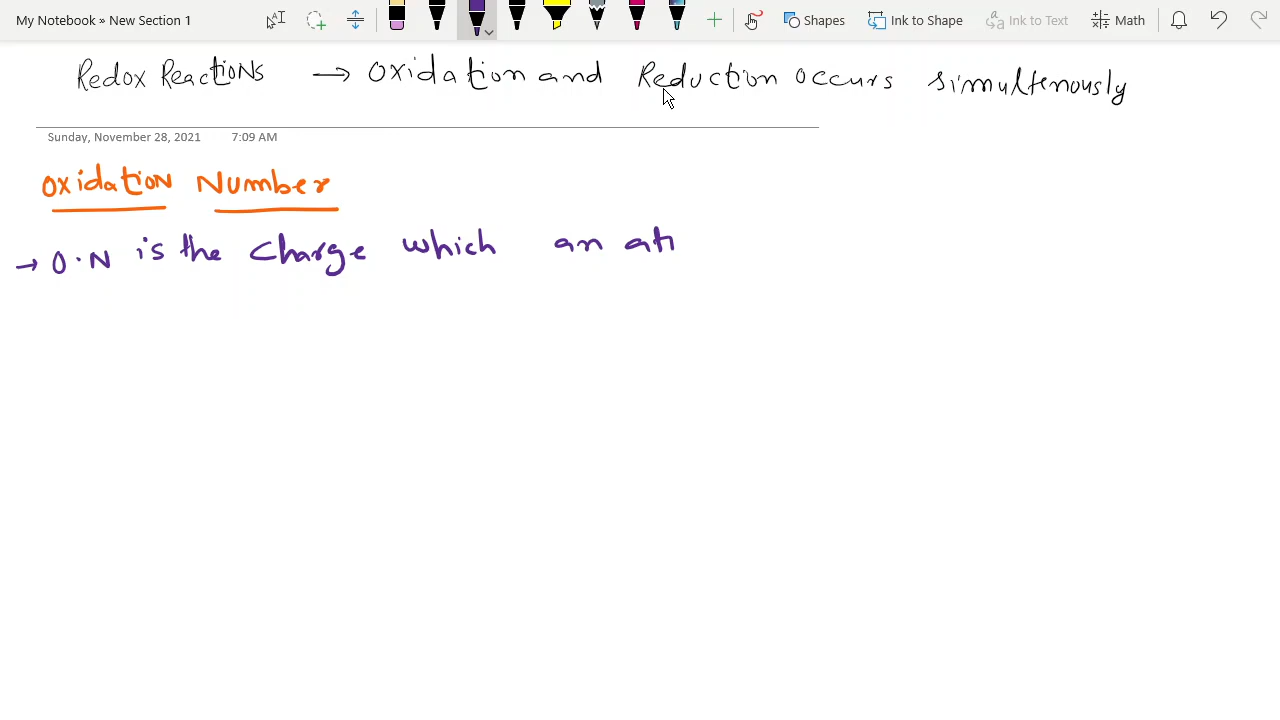 My Notebook » New Section 1
Shapes Ink to Shape Ink to Text Math
Redox Reactions → Oxidation and Reduction occurs simultenously
Sunday, November 28, 2021 7:09 AM
Oxidation Number
→ O.N is the charge which an at